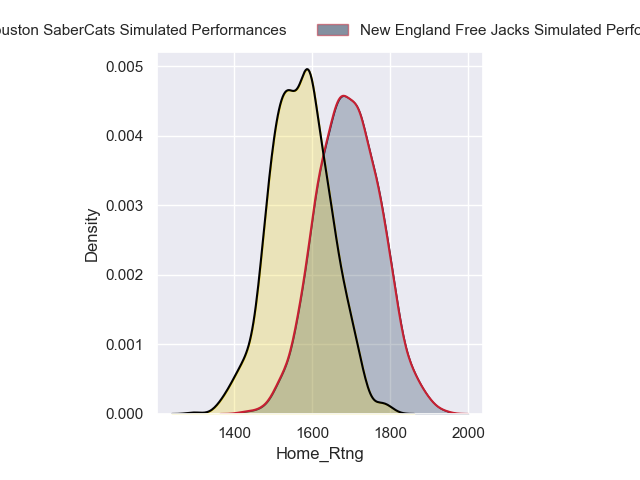 ouston SaberCats Simulated Performances
New England Free Jacks Simulated Perfo
0.005
0.004
0.003
0.002
0.001
0.000
Density
1400 1600 1800 2000
Home_Rtng